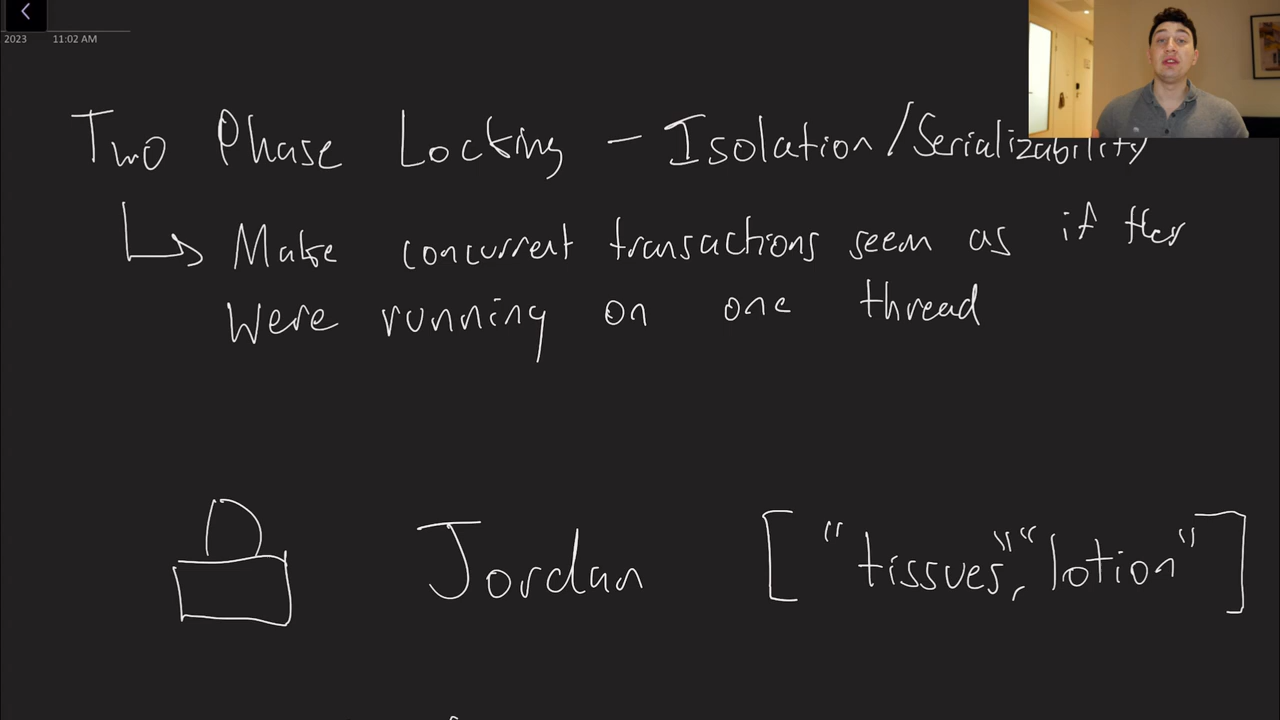 2023 11:02 AM
Two Phase Locking - Isolation/Serializability
Make concurrent transactions seem as if they
were running on one thread
Jordan ["tissues", "lotion"]